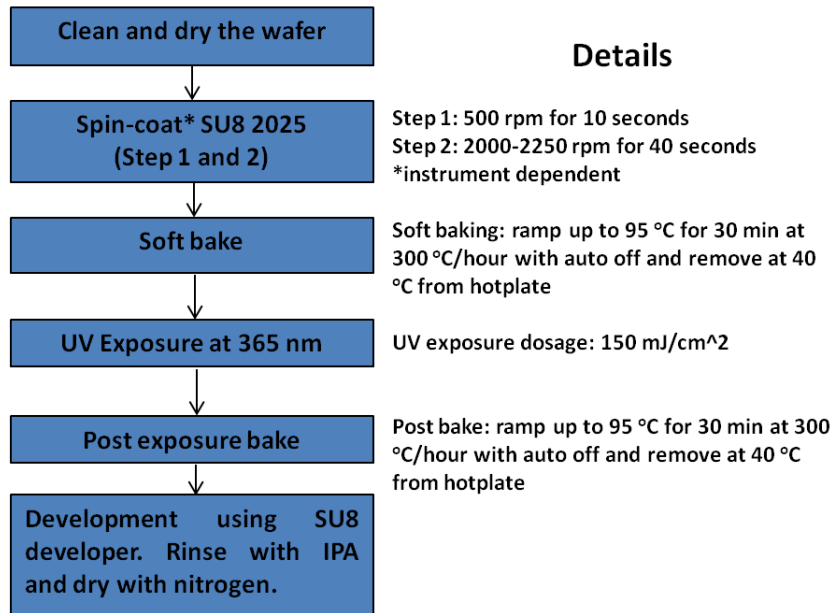 Clean and dry the wafer
Details
Spin-coat* SU8 2025
(Step 1 and 2)
Step 1: 500 rpm for 10 seconds
Step 2: 2000-2250 rpm for 40 seconds
*instrument dependent
Soft bake
Soft baking: ramp up to 95 °C for 30 min at
300 °C/hour with auto off and remove at 40
°C from hotplate
UV Exposure at 365 nm
UV exposure dosage: 150 mJ/cm^2
Post exposure bake
Post bake: ramp up to 95 °C for 30 min at 300
°C/hour with auto off and remove at 40 °C
from hotplate
Development using SU8
developer. Rinse with IPA
and dry with nitrogen.